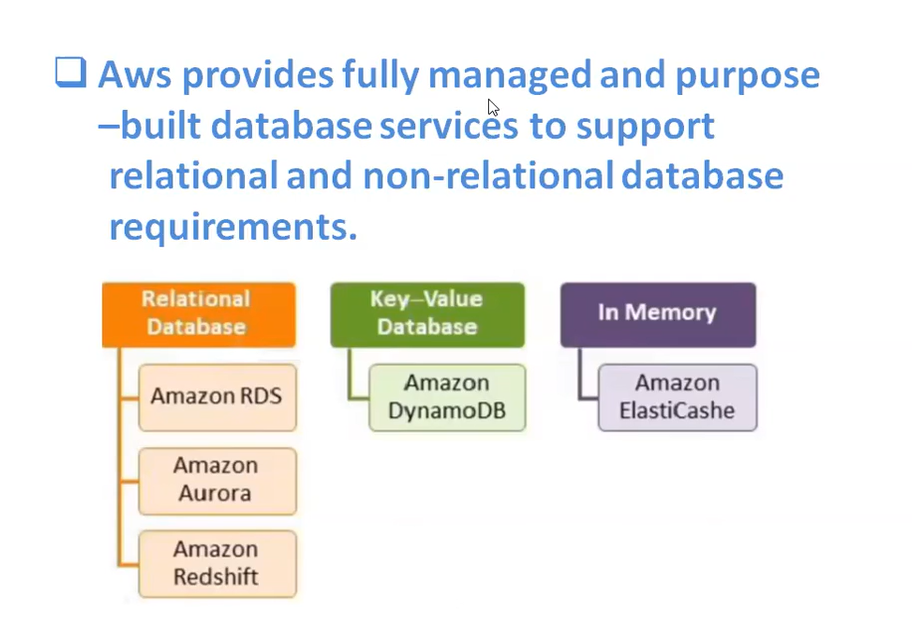 Aws provides fully managed and purpose
–built database services to support
relational and non-relational database
requirements.
Relational
Database
Amazon RDS
Amazon
Aurora
Amazon
Redshift
Key–Value
Database
Amazon
DynamoDB
In Memory
Amazon
ElastiCashe